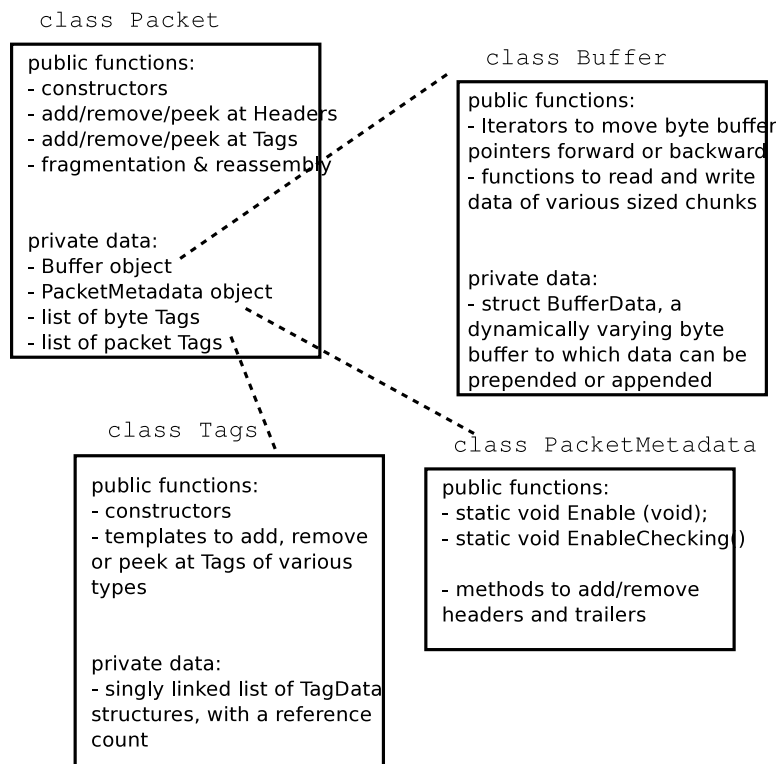 class Packet
public functions:
- constructors
- add/remove/peek at Headers
- add/remove/peek at Tags
- fragmentation & reassembly
private data:
- Buffer object
- PacketMetadata object
- list of byte Tags
- list of packet Tags
class Buffer
public functions:
- Iterators to move byte buffer
pointers forward or backward
- functions to read and write
data of various sized chunks
private data:
- struct BufferData, a
dynamically varying byte
buffer to which data can be
prepended or appended
class Tags
public functions:
- constructors
- templates to add, remove
or peek at Tags of various
types
private data:
- singly linked list of TagData
structures, with a reference
count
class PacketMetadata
public functions:
- static void Enable (void);
- static void EnableChecking()
- methods to add/remove
headers and trailers